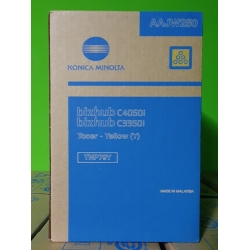 AAJW250
KONICA MINOLTA
bizhub C4050i
bizhub C3350i
Toner - Yellow (Y)
TNP79Y
MADE IN MALAYSIA